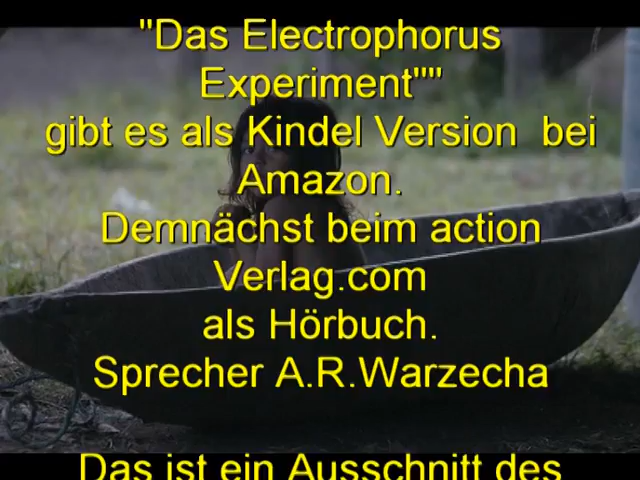 "Das Electrophorus
Experiment""
gibt es als Kindel Version  bei
Amazon.
Demnächst beim action
Verlag.com
als Hörbuch.
Sprecher A.R.Warzecha
Das ist ein Ausschnitt des